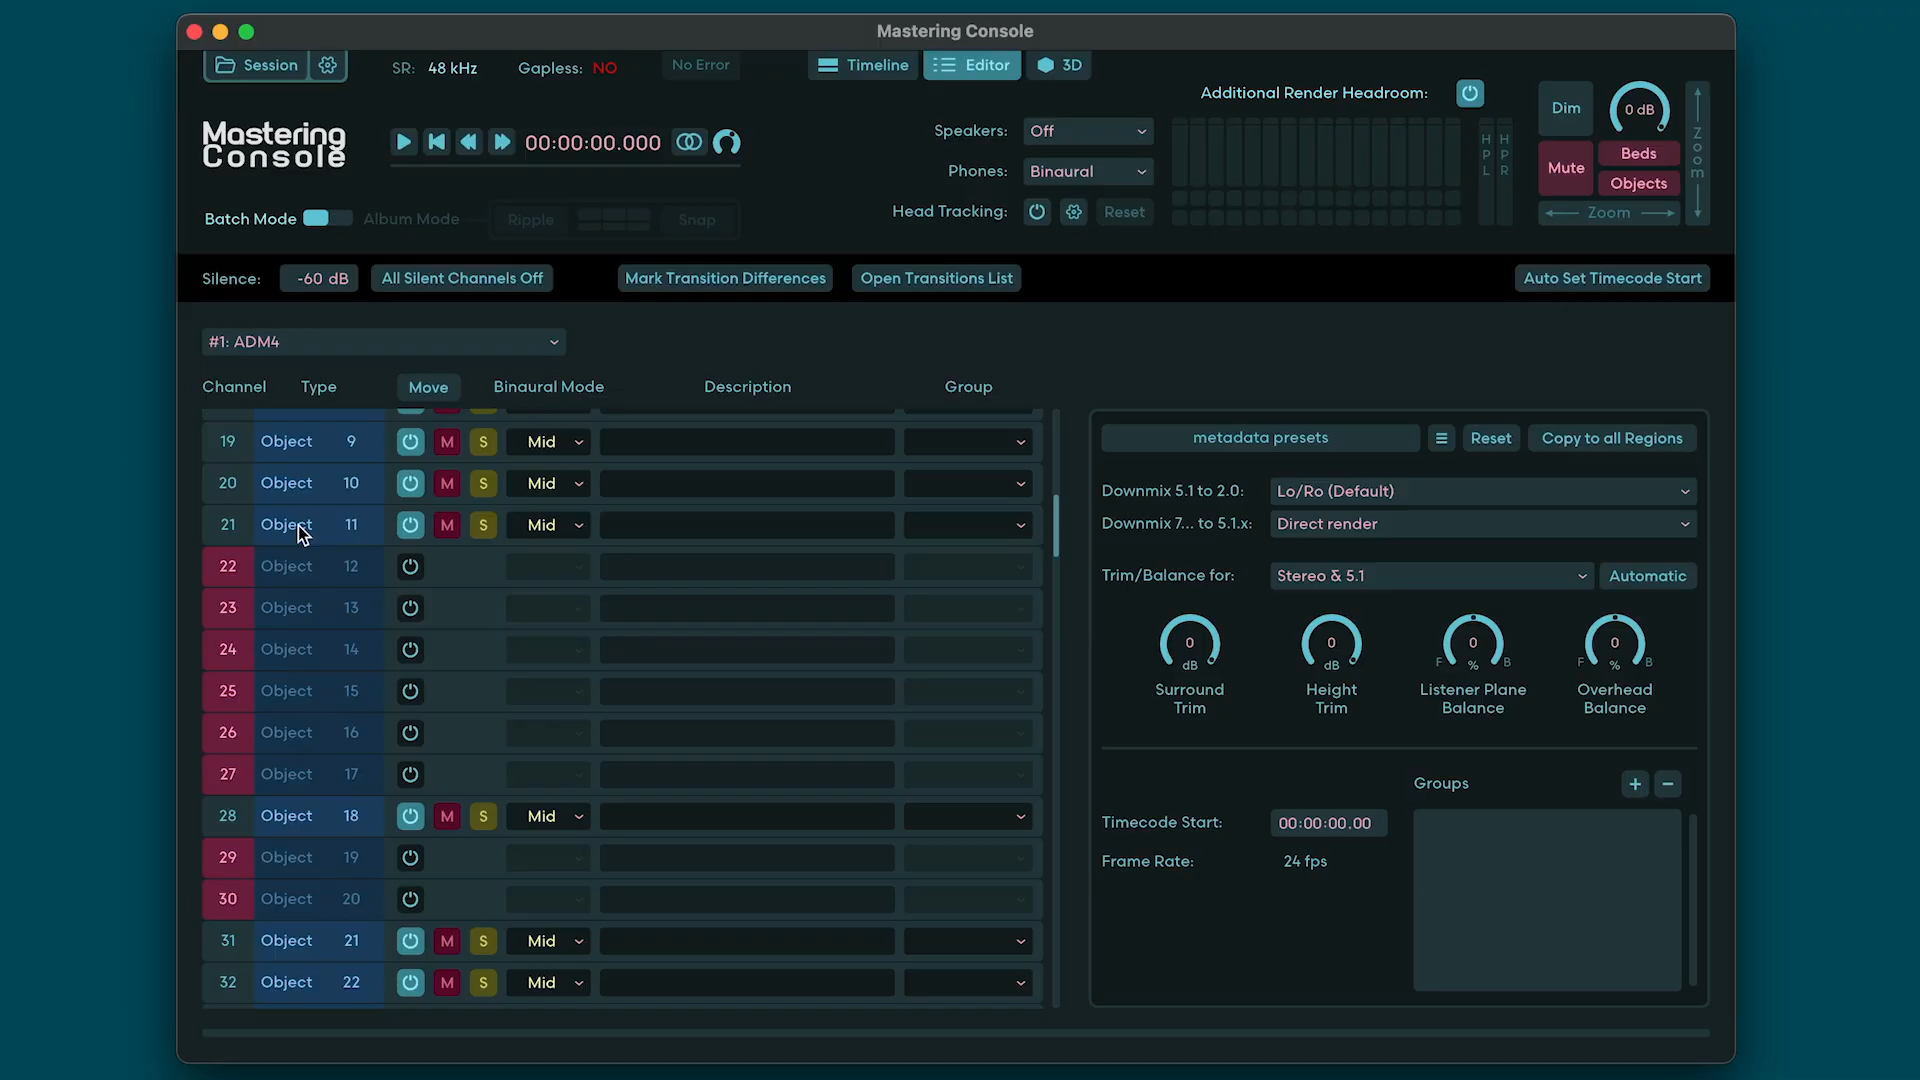 Mastering Console
Session
SR: 48 kHz
Gapless: NO
No Error
Timeline
Editor
3D
Additional Render Headroom:
Dim
0 dB
Mastering
Console
00:00:00.000
Speakers: Off
Phones: Binaural
Head Tracking:
Reset
H P L
H P R
Mute
Beds
Objects
Zoom
Zoom
Batch Mode
Album Mode
Ripple
Snap
Silence: -60 dB
All Silent Channels Off
Mark Transition Differences
Open Transitions List
Auto Set Timecode Start
#1: ADM4
Channel Type Move Binaural Mode Description Group
19 Object 9 M S Mid
20 Object 10 M S Mid
21 Object 11 M S Mid
22 Object 12
23 Object 13
24 Object 14
25 Object 15
26 Object 16
27 Object 17
28 Object 18 M S Mid
29 Object 19
30 Object 20
31 Object 21 M S Mid
32 Object 22 M S Mid
metadata presets
Reset
Copy to all Regions
Downmix 5.1 to 2.0: Lo/Ro (Default)
Downmix 7... to 5.1.x: Direct render
Trim/Balance for: Stereo & 5.1 Automatic
0 dB
0 dB
F 0 % B
F 0 % B
Surround Trim
Height Trim
Listener Plane Balance
Overhead Balance
Groups
+ −
Timecode Start: 00:00:00.00
Frame Rate: 24 fps